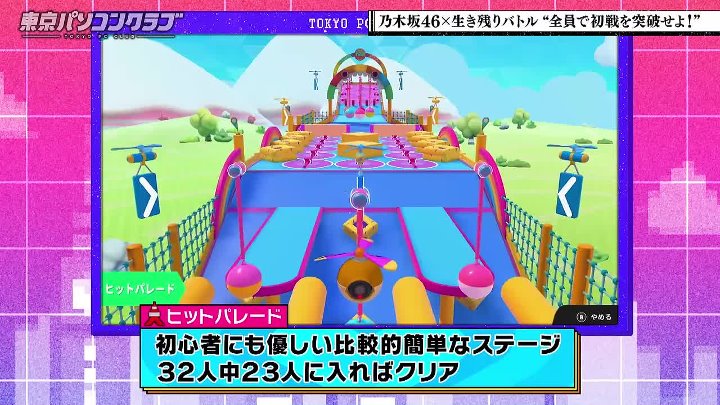 東京パソコンクラブ
TOKYO PC CLUB
TOKYO PC
乃木坂46×生き残りバトル “全員で初戦を突破せよ!”
ヒットパレード
B やめる
ヒットパレード
初心者にも優しい比較的簡単なステージ
32人中23人に入ればクリア